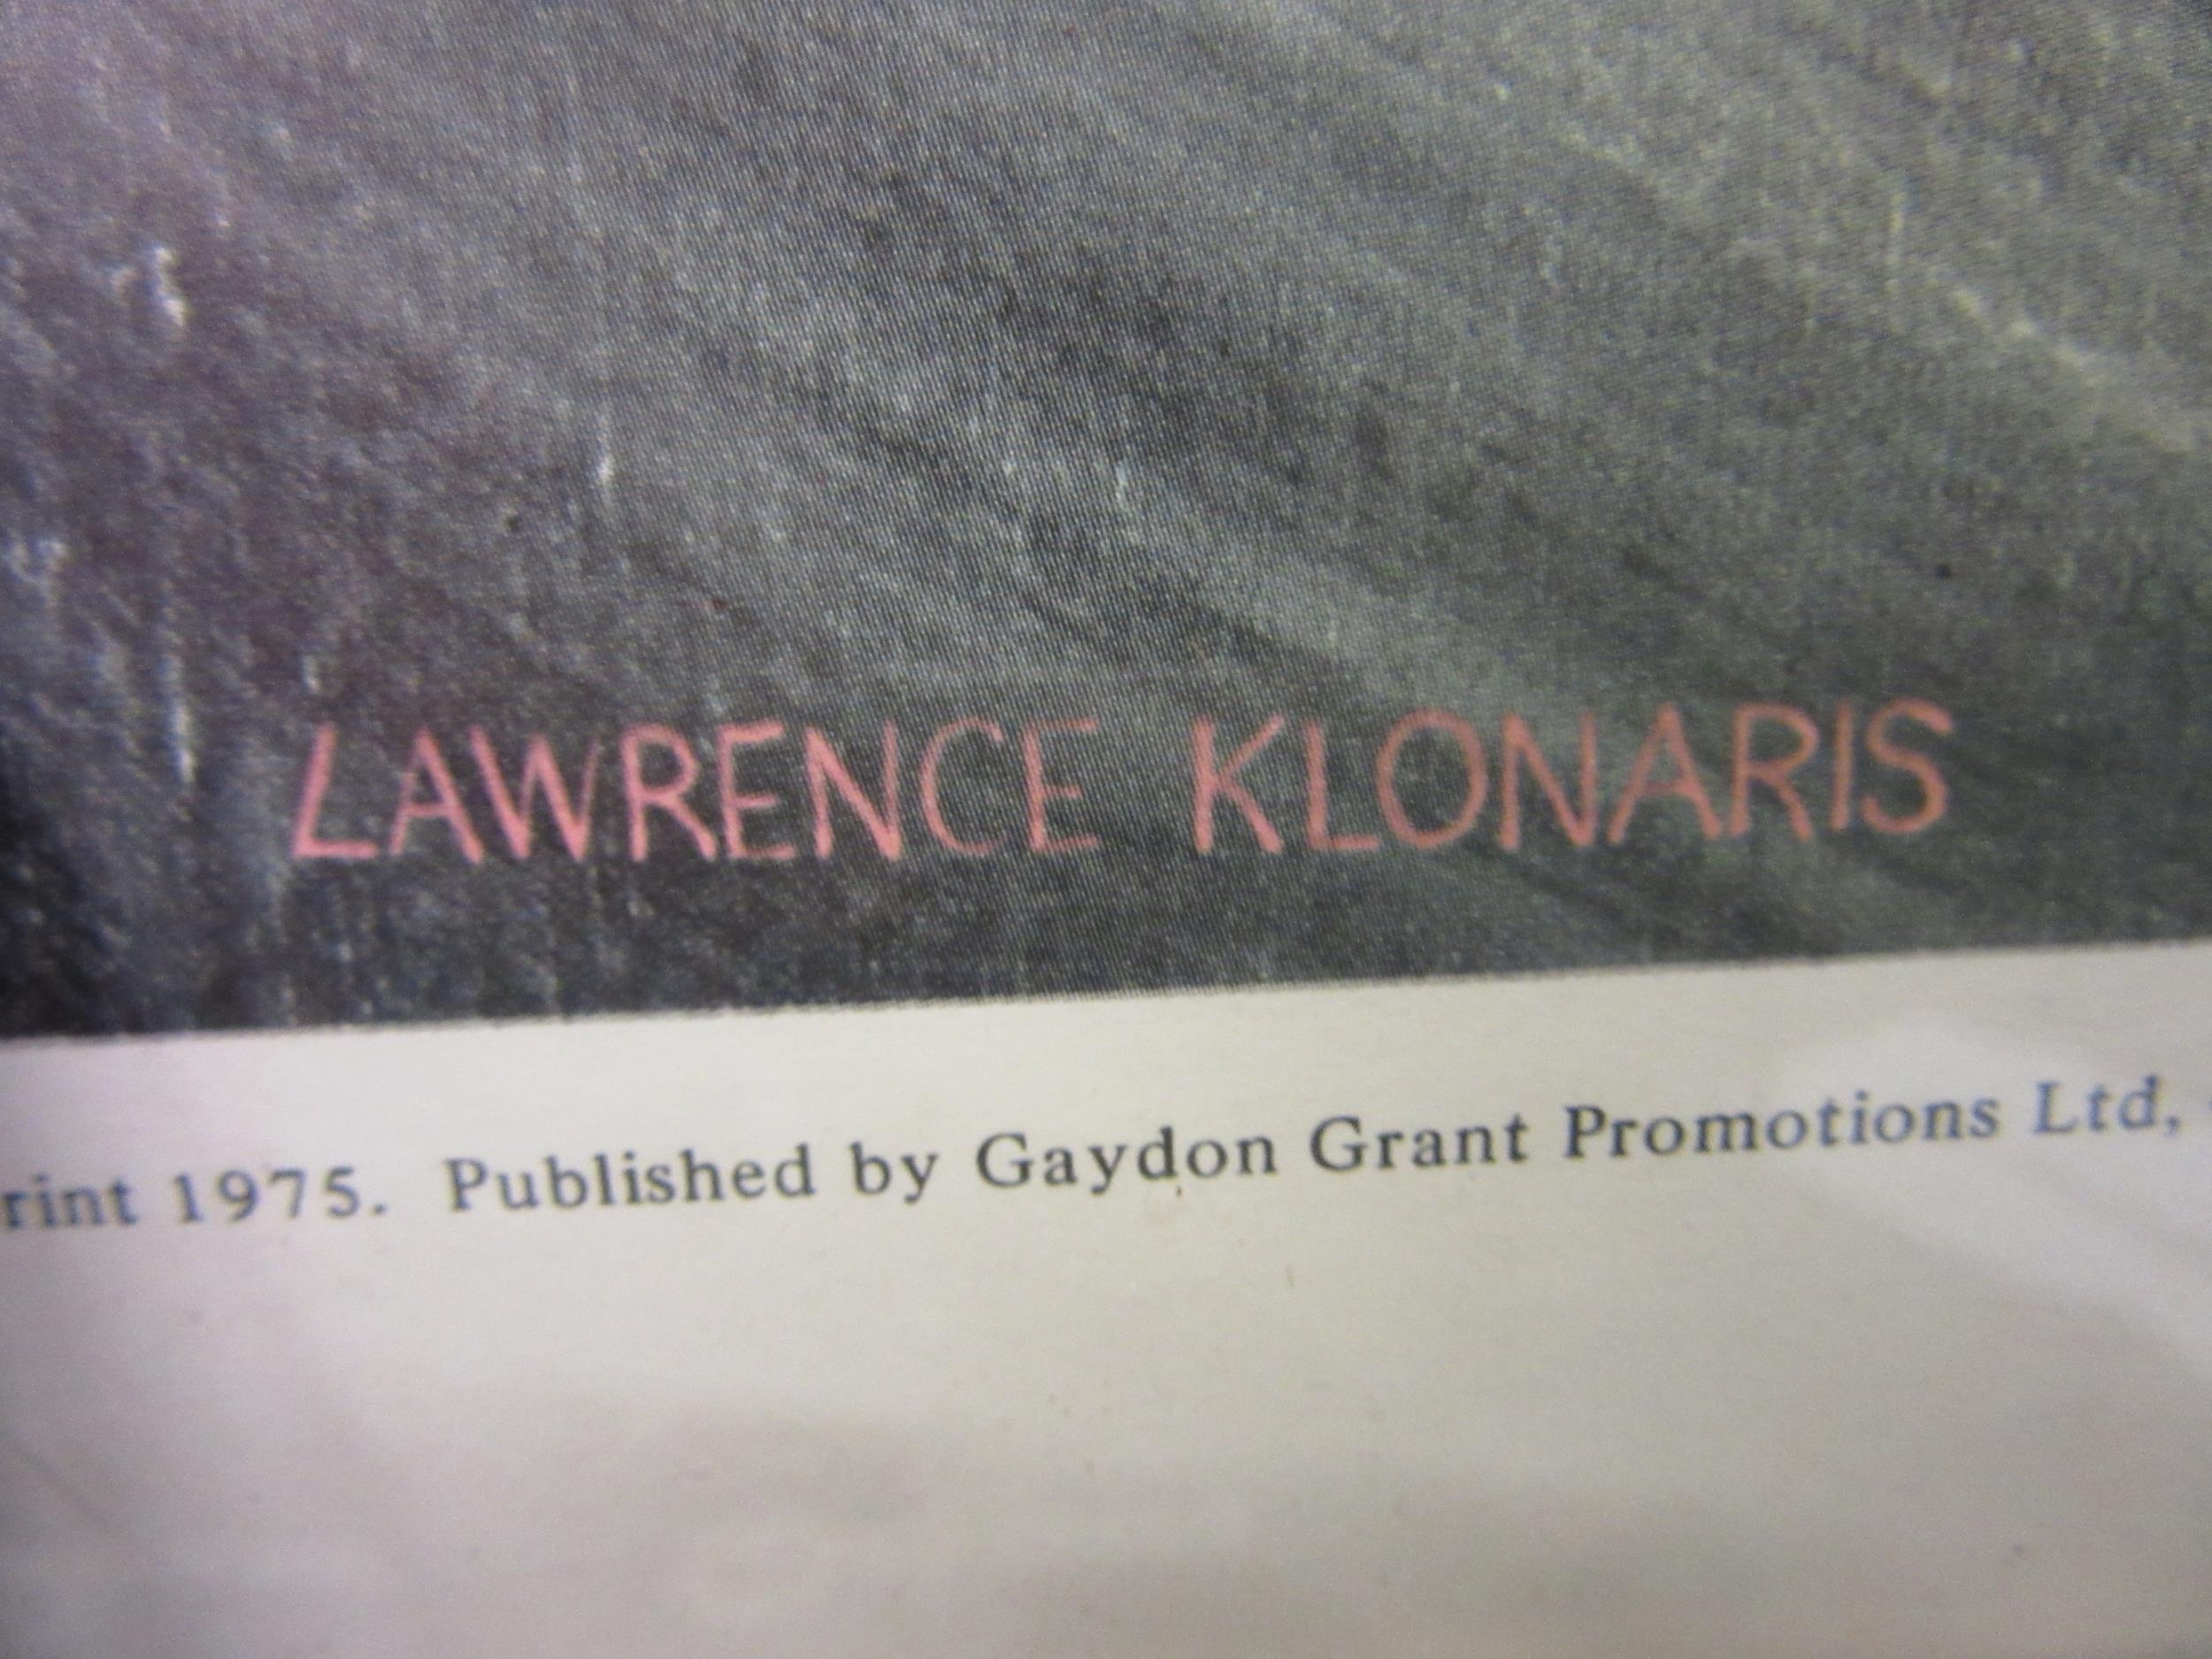 LAWRENCE KLONARIS
rint 1975. Published by Gaydon Grant Promotions Ltd,